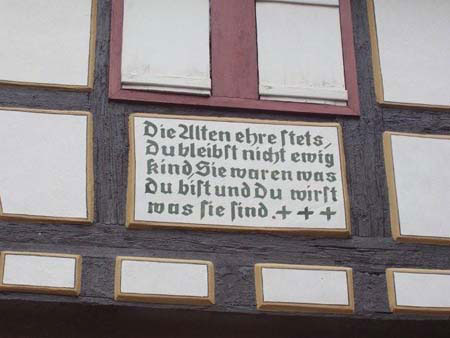 Die Alten ehre stets,
Du bleibst nicht ewig
kind, Sie waren was
Du bist und Du wirst
was sie sind. + + +